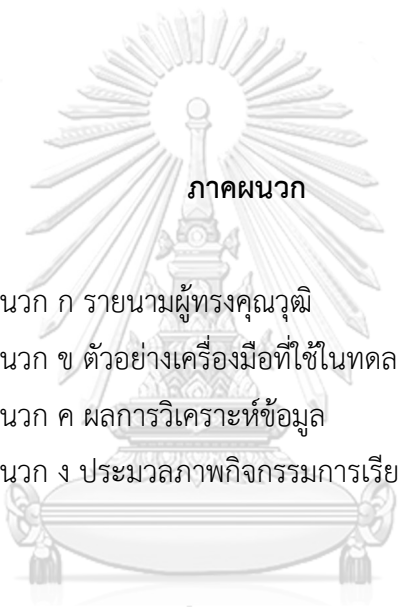 ภาคผนวก
นวก ก รายนามผู้ทรงคุณวุฒิ
นวก ข ตัวอย่างเครื่องมือที่ใช้ในทดล
นวก ค ผลการวิเคราะห์ข้อมูล
นวก ง ประมวลภาพกิจกรรมการเรีย